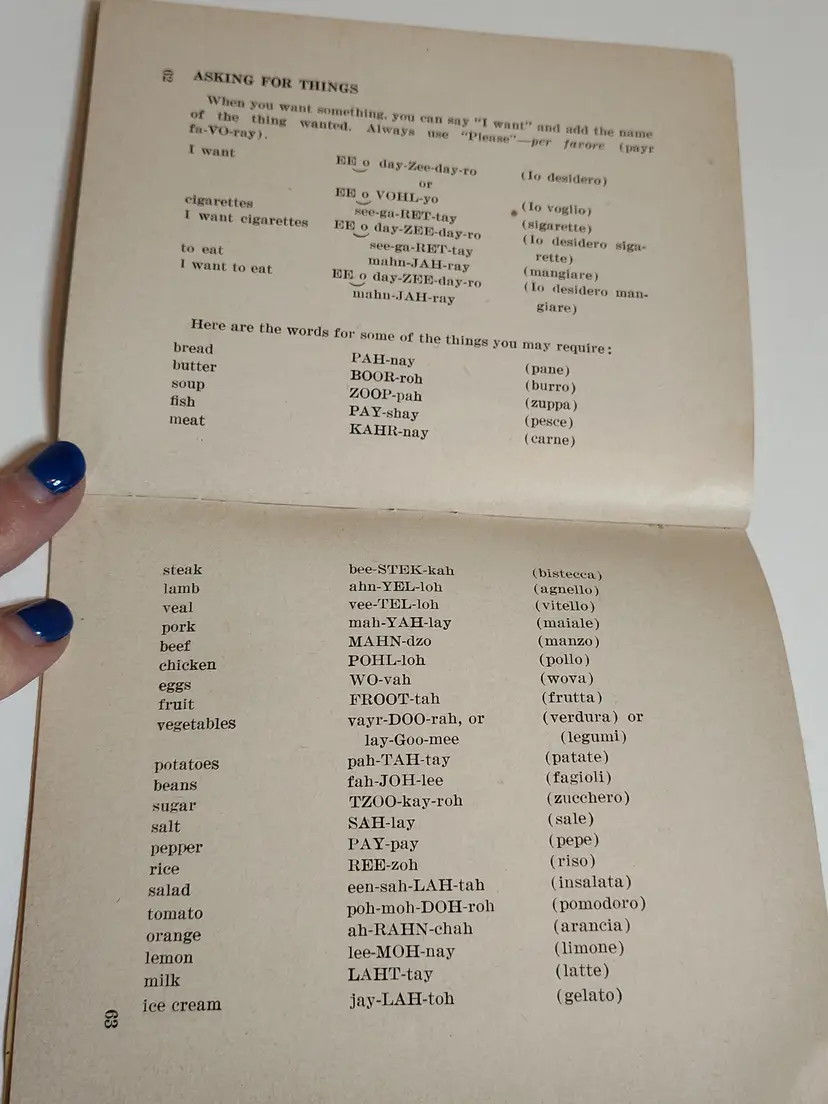 62
ASKING FOR THINGS
When you want something, you can say "I want" and add the name
of the thing wanted. Always use "Please"—per favore (payr
fa-VO-ray).
I want EE o day-Zee-day-ro (Io desidero)
or
EE o VOHL-yo (Io voglio)
cigarettes see-ga-RET-tay (sigarette)
I want cigarettes EE o day-ZEE-day-ro (Io desidero siga-
see-ga-RET-tay rette)
to eat mahn-JAH-ray (mangiare)
I want to eat EE o day-ZEE-day-ro (Io desidero man-
mahn-JAH-ray giare)
Here are the words for some of the things you may require:
bread PAH-nay (pane)
butter BOOR-roh (burro)
soup ZOOP-pah (zuppa)
fish PAY-shay (pesce)
meat KAHR-nay (carne)
steak bee-STEK-kah (bistecca)
lamb ahn-YEL-loh (agnello)
veal vee-TEL-loh (vitello)
pork mah-YAH-lay (maiale)
beef MAHN-dzo (manzo)
chicken POHL-loh (pollo)
eggs WO-vah (wova)
fruit FROOT-tah (frutta)
vegetables vayr-DOO-rah, or (verdura) or
lay-Goo-mee (legumi)
potatoes pah-TAH-tay (patate)
beans fah-JOH-lee (fagioli)
sugar TZOO-kay-roh (zucchero)
salt SAH-lay (sale)
pepper PAY-pay (pepe)
rice REE-zoh (riso)
salad een-sah-LAH-tah (insalata)
tomato poh-moh-DOH-roh (pomodoro)
orange ah-RAHN-chah (arancia)
lemon lee-MOH-nay (limone)
milk LAHT-tay (latte)
ice cream jay-LAH-toh (gelato)
63